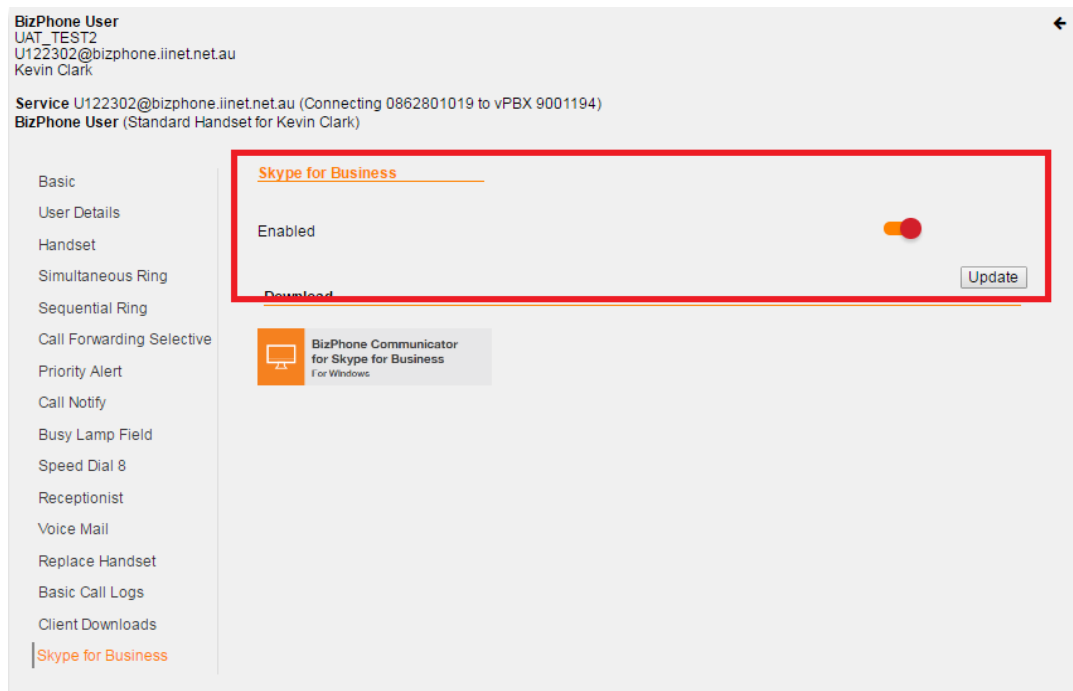 BizPhone User
UAT_TEST2
U122302@bizphone.iinet.net.au
Kevin Clark
Service U122302@bizphone.iinet.net.au (Connecting 0862801019 to vPBX 9001194)
BizPhone User (Standard Handset for Kevin Clark)
Basic
User Details
Handset
Simultaneous Ring
Sequential Ring
Call Forwarding Selective
Priority Alert
Call Notify
Busy Lamp Field
Speed Dial 8
Receptionist
Voice Mail
Replace Handset
Basic Call Logs
Client Downloads
Skype for Business
Skype for Business
Enabled
Update
Download
BizPhone Communicator
for Skype for Business
For Windows